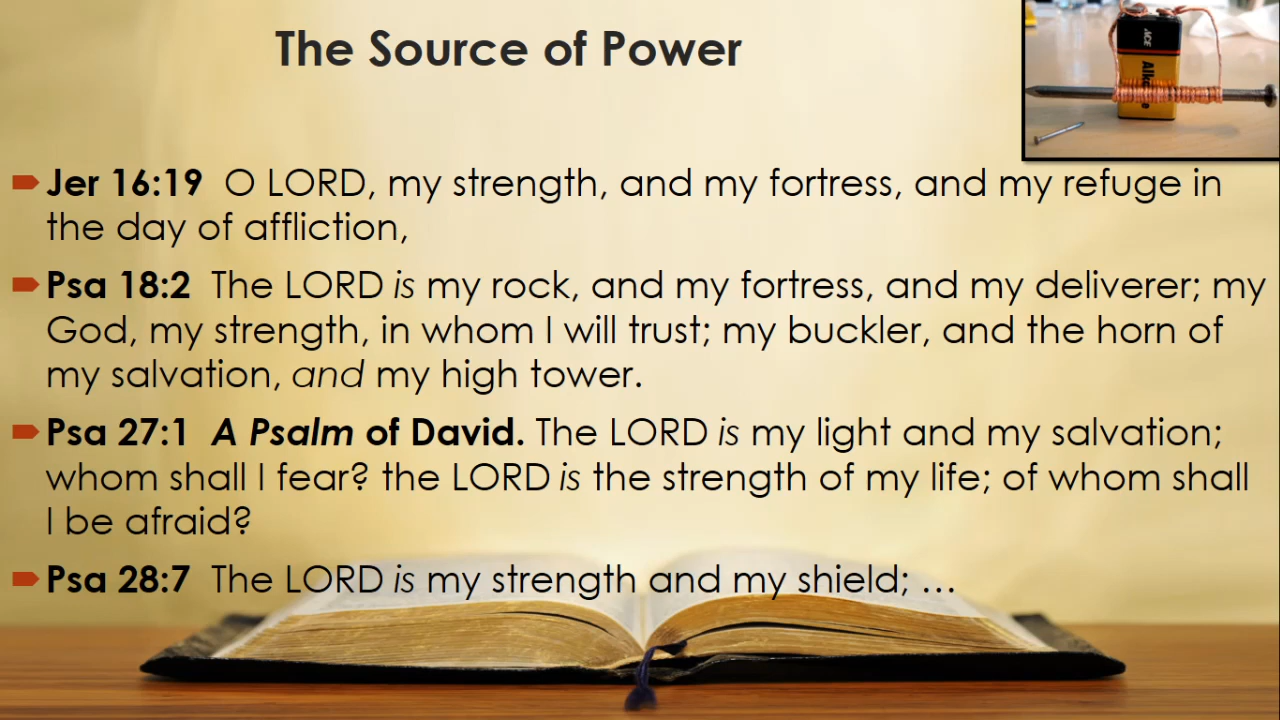 The Source of Power
ACE
Alkaline
Jer 16:19 O LORD, my strength, and my fortress, and my refuge in
the day of affliction,
Psa 18:2 The LORD is my rock, and my fortress, and my deliverer; my
God, my strength, in whom I will trust; my buckler, and the horn of
my salvation, and my high tower.
Psa 27:1 A Psalm of David. The LORD is my light and my salvation;
whom shall I fear? the LORD is the strength of my life; of whom shall
I be afraid?
Psa 28:7 The LORD is my strength and my shield; …